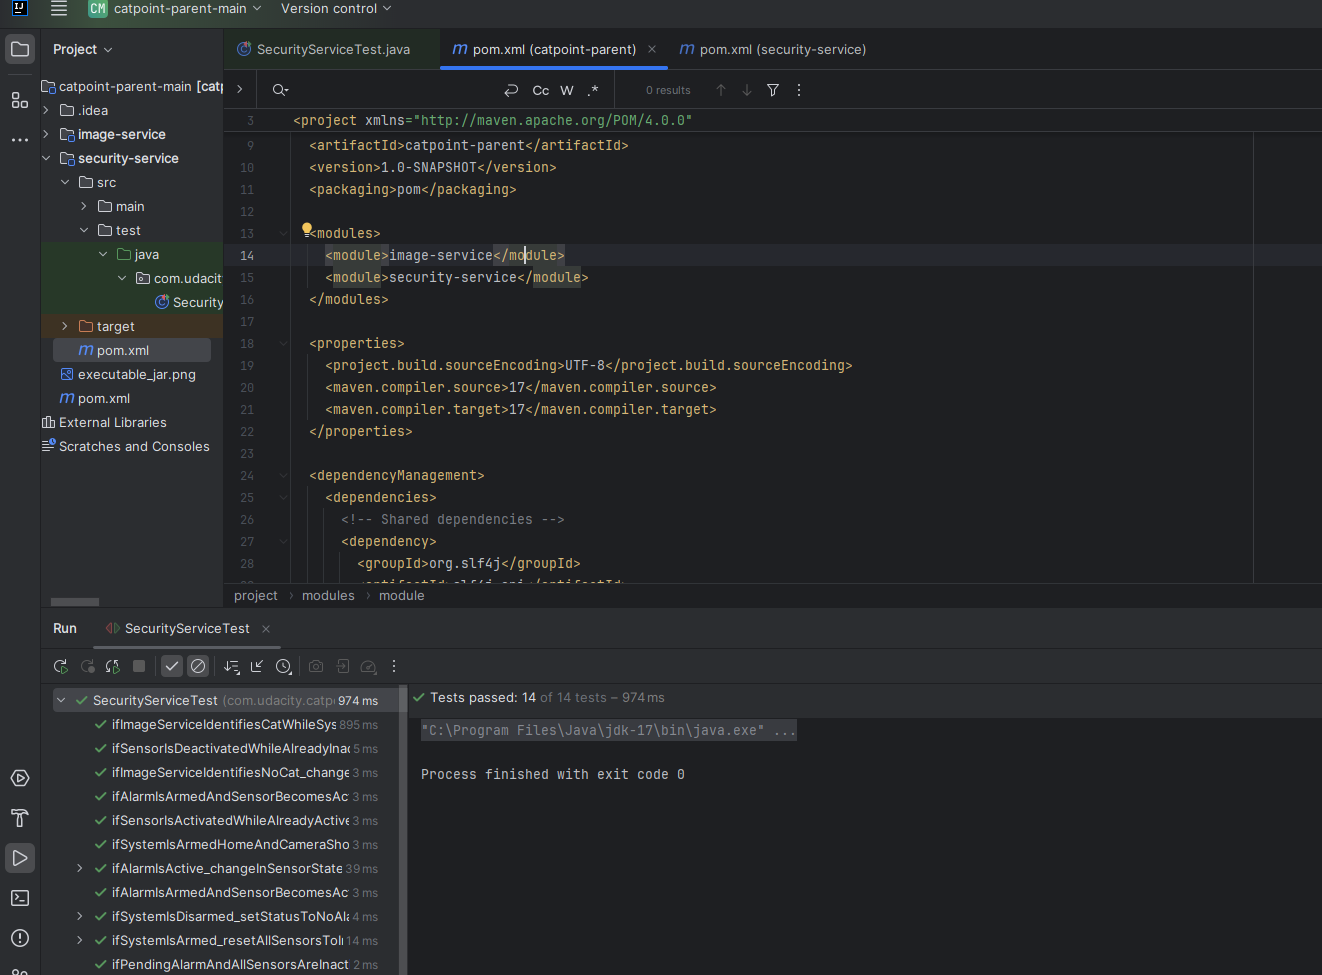 IJ
CM catpoint-parent-main Version control
Project
SecurityServiceTest.java
pom.xml (catpoint-parent)
pom.xml (security-service)
catpoint-parent-main [catp
.idea
image-service
security-service
src
main
test
java
com.udacit
Security
target
pom.xml
executable_jar.png
pom.xml
External Libraries
Scratches and Consoles
Cc W .* 0 results
3 <project xmlns="http://maven.apache.org/POM/4.0.0"
9 <artifactId>catpoint-parent</artifactId>
10 <version>1.0-SNAPSHOT</version>
11 <packaging>pom</packaging>
12
13 <modules>
14 <module>image-service</module>
15 <module>security-service</module>
16 </modules>
17
18 <properties>
19 <project.build.sourceEncoding>UTF-8</project.build.sourceEncoding>
20 <maven.compiler.source>17</maven.compiler.source>
21 <maven.compiler.target>17</maven.compiler.target>
22 </properties>
23
24 <dependencyManagement>
25 <dependencies>
26 <!-- Shared dependencies -->
27 <dependency>
28 <groupId>org.slf4j</groupId>
project › modules › module
Run SecurityServiceTest
SecurityServiceTest (com.udacity.catp 974 ms
ifImageServiceIdentifiesCatWhileSys 895 ms
ifSensorIsDeactivatedWhileAlreadyInac 5 ms
ifImageServiceIdentifiesNoCat_change 3 ms
ifAlarmIsArmedAndSensorBecomesAc 3 ms
ifSensorIsActivatedWhileAlreadyActive 3 ms
ifSystemIsArmedHomeAndCameraSho 3 ms
ifAlarmIsActive_changeInSensorState 39 ms
ifAlarmIsArmedAndSensorBecomesAc 3 ms
ifSystemIsDisarmed_setStatusToNoAla 4 ms
ifSystemIsArmed_resetAllSensorsToI 14 ms
ifPendingAlarmAndAllSensorsAreInact 2 ms
Tests passed: 14 of 14 tests – 974 ms
"C:\Program Files\Java\jdk-17\bin\java.exe" ...
Process finished with exit code 0